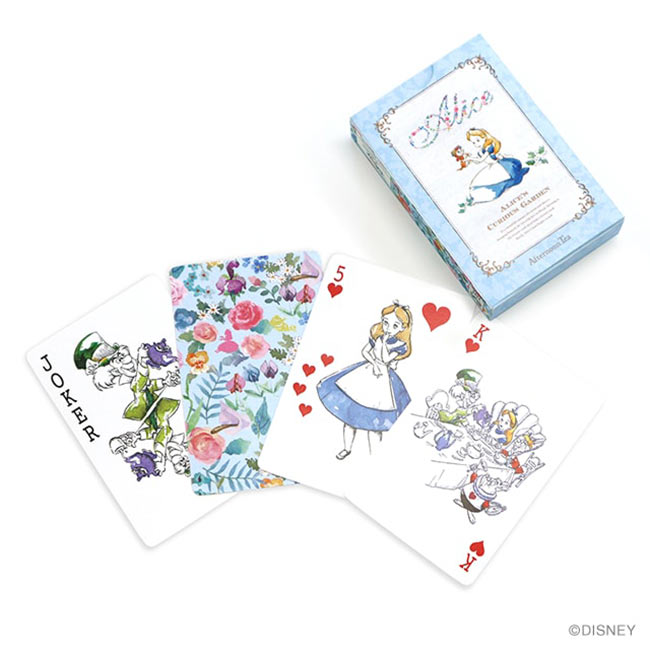 Alice
ALICE'S
CURIOUS GARDEN
Afternoon Tea
5
K
JOKER
K
©DISNEY